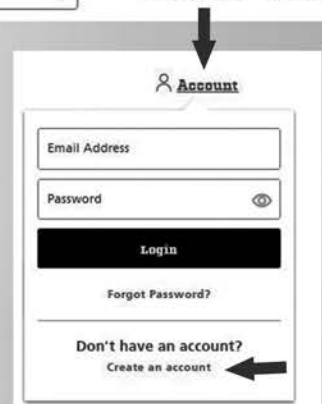 Account
Email Address
Password
Login
Forgot Password?
Don't have an account?
Create an account